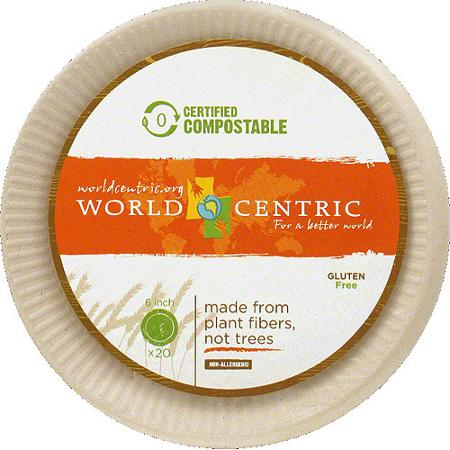 0
CERTIFIED
COMPOSTABLE
worldcentric.org
WORLD CENTRIC
For a better world
GLUTEN
Free
6 inch
x20
made from
plant fibers,
not trees
NON-ALLERGENIC